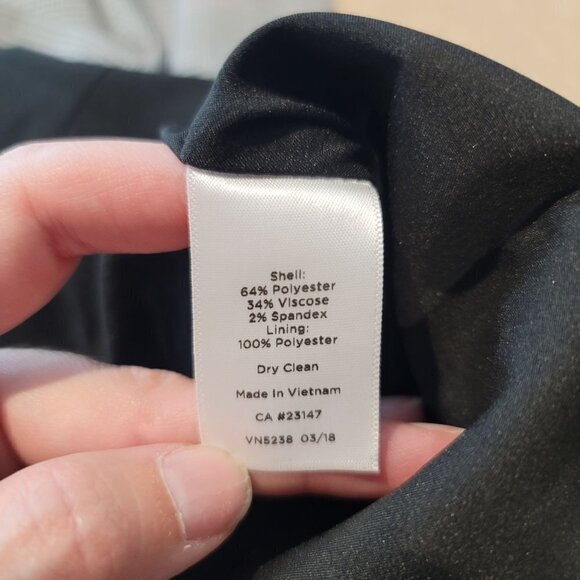 Shell:
64% Polyester
34% Viscose
2% Spandex
Lining:
100% Polyester
Dry Clean
Made In Vietnam
CA #23147
VN5238 03/18